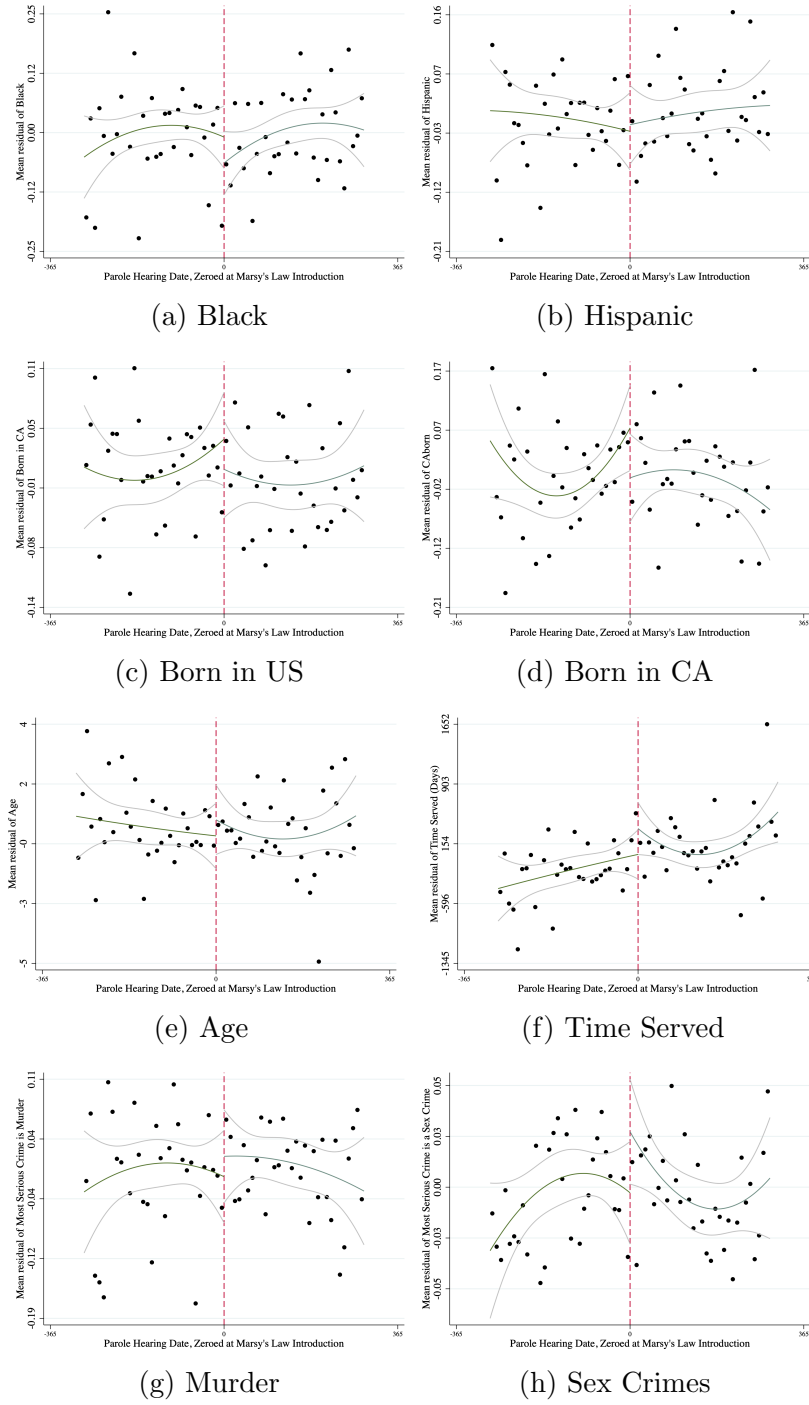 0.25
0.12
0.00
-0.12
-0.25
Mean residual of Black
-365
0
365
Parole Hearing Date, Zeroed at Marsy's Law Introduction
(a) Black
0.16
0.07
-0.03
-0.12
-0.21
Mean residual of Hispanic
-365
0
365
Parole Hearing Date, Zeroed at Marsy's Law Introduction
(b) Hispanic
0.11
0.05
-0.01
-0.08
-0.14
Mean residual of Born in CA
-365
0
365
Parole Hearing Date, Zeroed at Marsy's Law Introduction
(c) Born in US
0.17
0.07
-0.02
-0.12
-0.21
Mean residual of CAborn
-365
0
365
Parole Hearing Date, Zeroed at Marsy's Law Introduction
(d) Born in CA
4
2
-0
-3
-5
Mean residual of Age
-365
0
365
Parole Hearing Date, Zeroed at Marsy's Law Introduction
(e) Age
1652
903
154
-596
-1345
Mean residual of Time Served (Days)
-365
0
Parole Hearing Date, Zeroed at Marsy's Law Introduction
(f) Time Served
0.11
0.04
-0.04
-0.12
-0.19
Mean residual of Most Serious Crime is Murder
-365
0
365
Parole Hearing Date, Zeroed at Marsy's Law Introduction
(g) Murder
0.05
0.03
0.00
-0.03
-0.05
Mean residual of Most Serious Crime is a Sex Crime
-365
0
365
Parole Hearing Date, Zeroed at Marsy's Law Introduction
(h) Sex Crimes